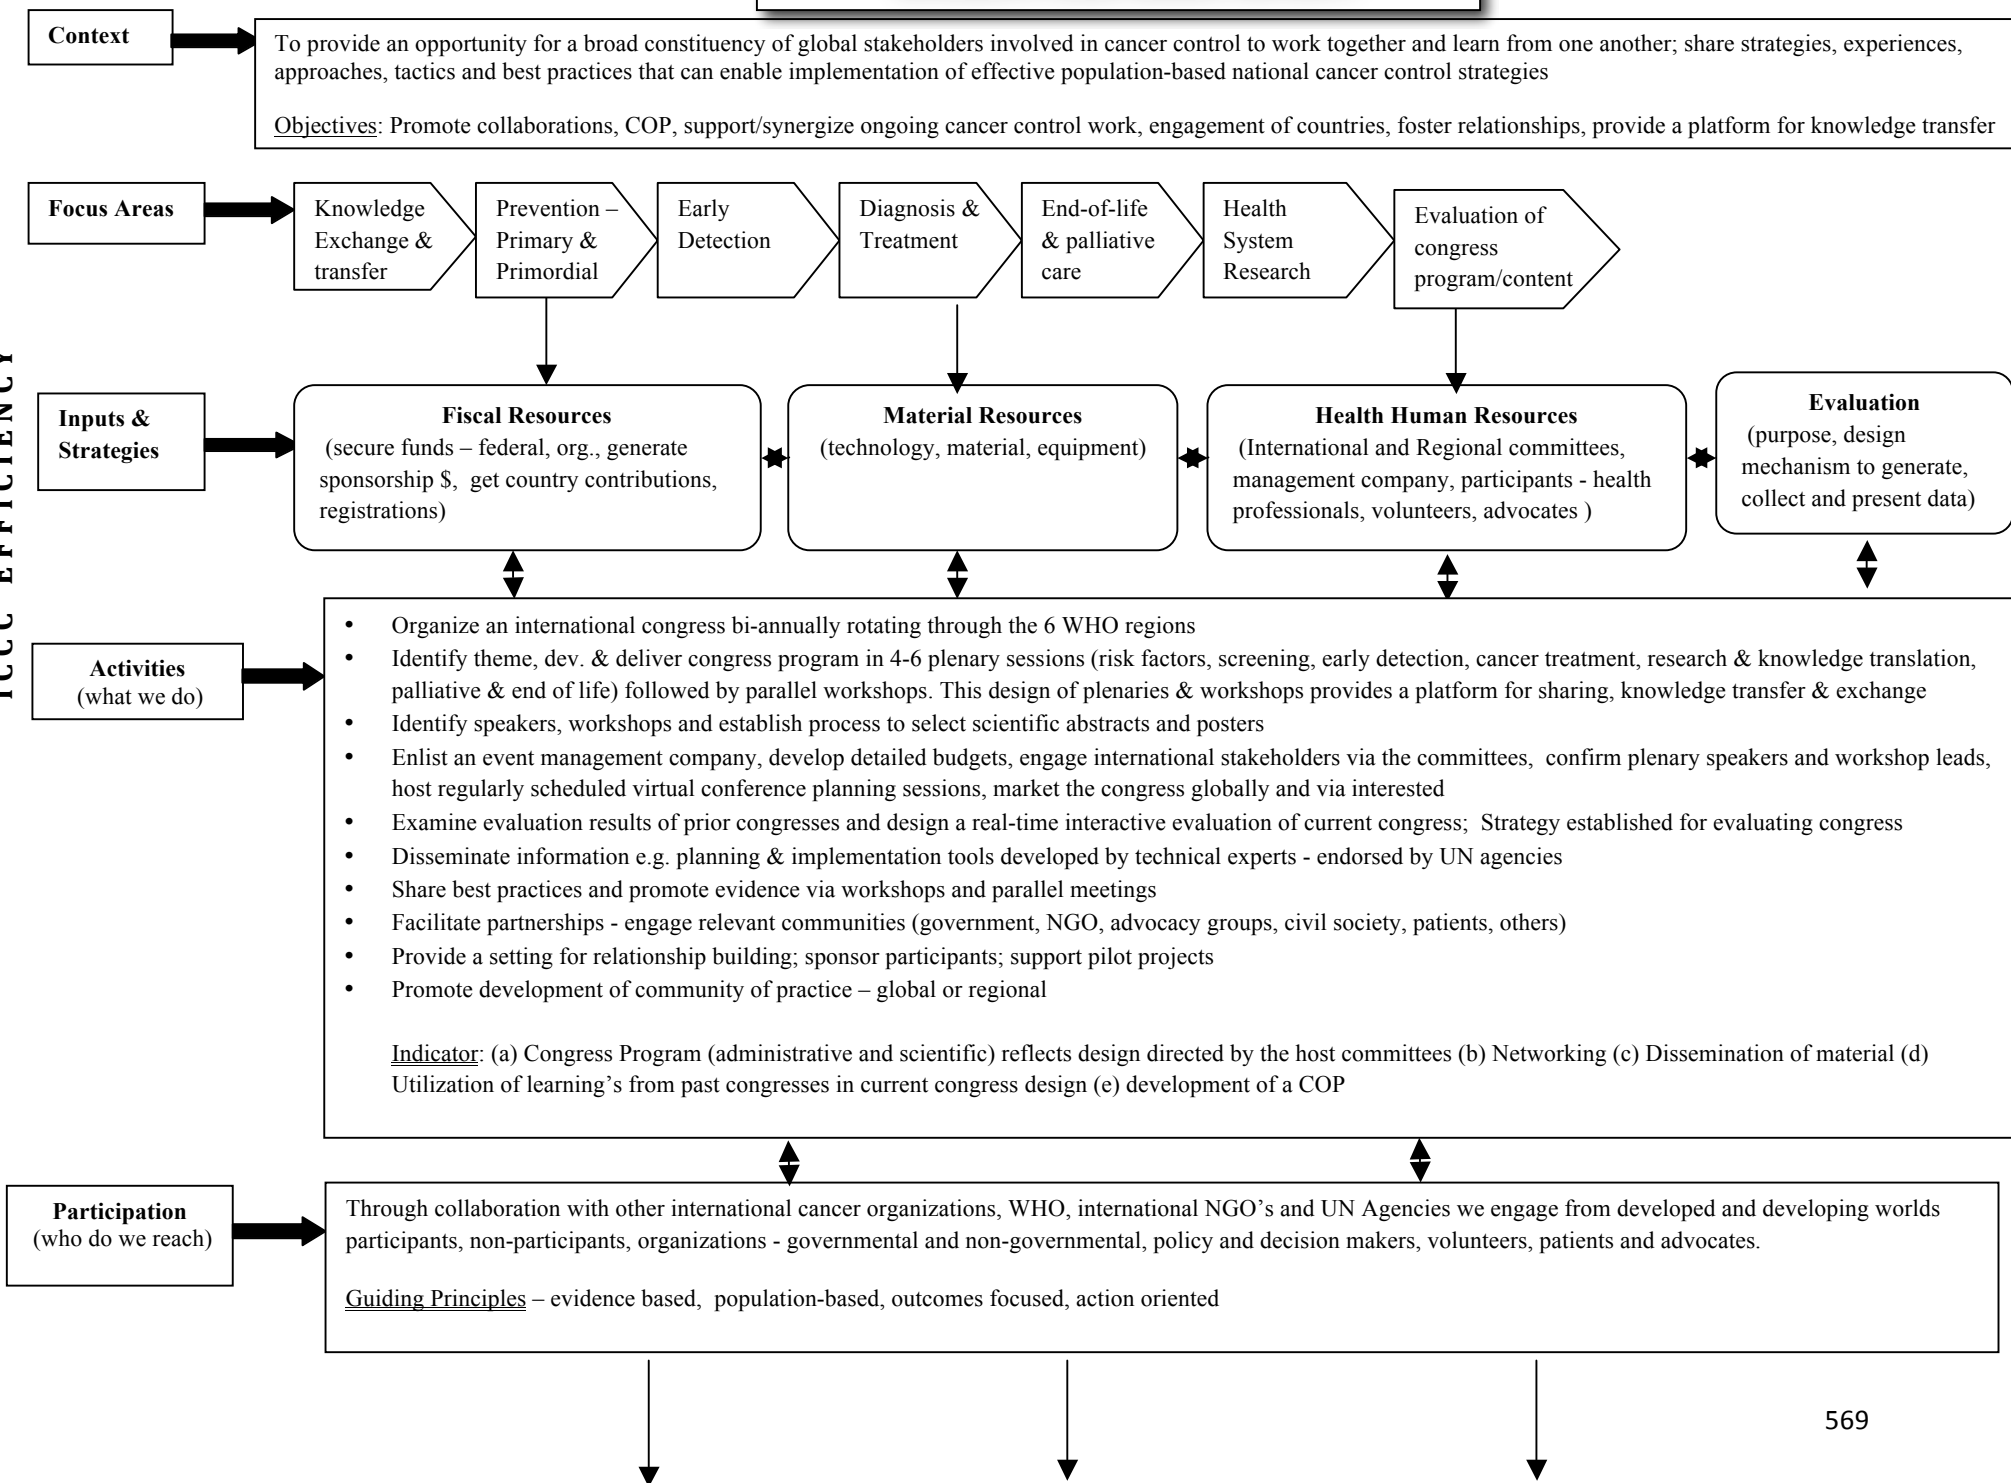 Context
To provide an opportunity for a broad constituency of global stakeholders involved in cancer control to work together and learn from one another; share strategies, experiences,
approaches, tactics and best practices that can enable implementation of effective population-based national cancer control strategies
Objectives: Promote collaborations, COP, support/synergize ongoing cancer control work, engagement of countries, foster relationships, provide a platform for knowledge transfer
Focus Areas
Knowledge
Exchange &
transfer
Prevention –
Primary &
Primordial
Early
Detection
Diagnosis &
Treatment
End-of-life
& palliative
care
Health
System
Research
Evaluation of
congress
program/content
ICCC EFFICIENCY
Inputs &
Strategies
Fiscal Resources
(secure funds – federal, org., generate
sponsorship $, get country contributions,
registrations)
Material Resources
(technology, material, equipment)
Health Human Resources
(International and Regional committees,
management company, participants - health
professionals, volunteers, advocates )
Evaluation
(purpose, design
mechanism to generate,
collect and present data)
Activities
(what we do)
• Organize an international congress bi-annually rotating through the 6 WHO regions
• Identify theme, dev. & deliver congress program in 4-6 plenary sessions (risk factors, screening, early detection, cancer treatment, research & knowledge translation,
palliative & end of life) followed by parallel workshops. This design of plenaries & workshops provides a platform for sharing, knowledge transfer & exchange
• Identify speakers, workshops and establish process to select scientific abstracts and posters
• Enlist an event management company, develop detailed budgets, engage international stakeholders via the committees, confirm plenary speakers and workshop leads,
host regularly scheduled virtual conference planning sessions, market the congress globally and via interested
• Examine evaluation results of prior congresses and design a real-time interactive evaluation of current congress; Strategy established for evaluating congress
• Disseminate information e.g. planning & implementation tools developed by technical experts - endorsed by UN agencies
• Share best practices and promote evidence via workshops and parallel meetings
• Facilitate partnerships - engage relevant communities (government, NGO, advocacy groups, civil society, patients, others)
• Provide a setting for relationship building; sponsor participants; support pilot projects
• Promote development of community of practice – global or regional
Indicator: (a) Congress Program (administrative and scientific) reflects design directed by the host committees (b) Networking (c) Dissemination of material (d)
Utilization of learning's from past congresses in current congress design (e) development of a COP
Participation
(who do we reach)
Through collaboration with other international cancer organizations, WHO, international NGO's and UN Agencies we engage from developed and developing worlds
participants, non-participants, organizations - governmental and non-governmental, policy and decision makers, volunteers, patients and advocates.
Guiding Principles – evidence based, population-based, outcomes focused, action oriented
569